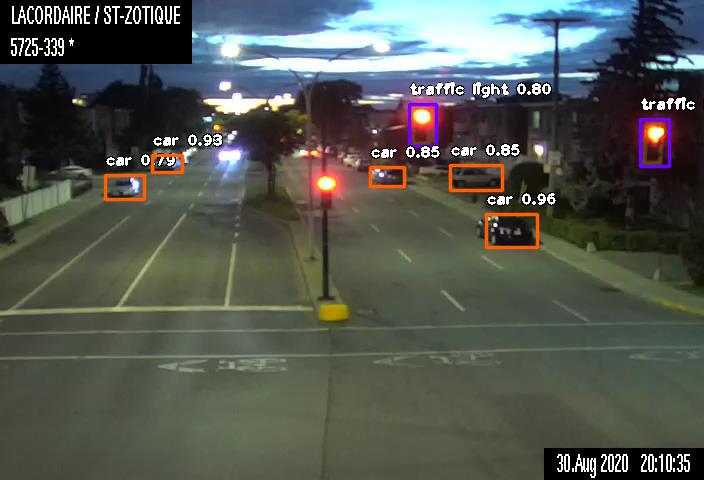 LACORDAIRE / ST-ZOTIQUE
5725-339 *
traffic light 0.80
traffic
car 0.93
car 0.79
car 0.85
car 0.85
car 0.96
30.Aug 2020 20:10:35